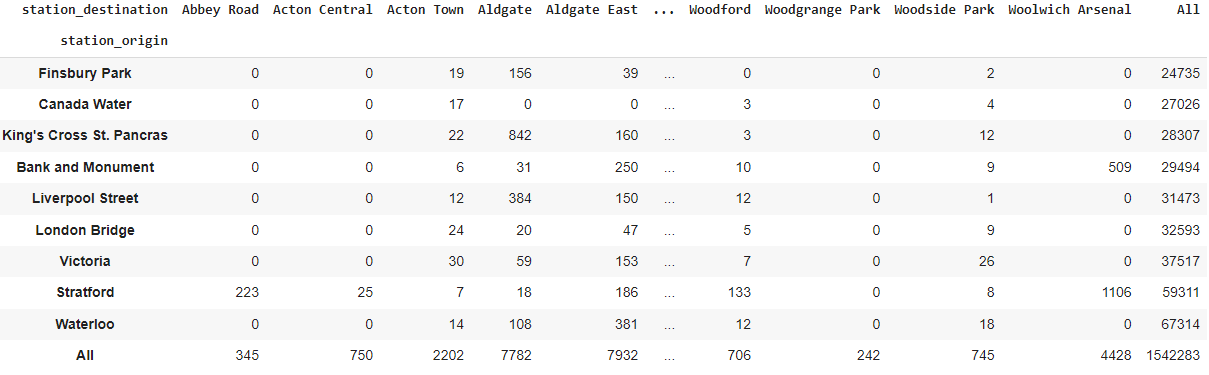 station_destination Abbey Road Acton Central Acton Town Aldgate Aldgate East ... Woodford Woodgrange Park Woodside Park Woolwich Arsenal All
station_origin
Finsbury Park 0 0 19 156 39 ... 0 0 2 0 24735
Canada Water 0 0 17 0 0 ... 3 0 4 0 27026
King's Cross St. Pancras 0 0 22 842 160 ... 3 0 12 0 28307
Bank and Monument 0 0 6 31 250 ... 10 0 9 509 29494
Liverpool Street 0 0 12 384 150 ... 12 0 1 0 31473
London Bridge 0 0 24 20 47 ... 5 0 9 0 32593
Victoria 0 0 30 59 153 ... 7 0 26 0 37517
Stratford 223 25 7 18 186 ... 133 0 8 1106 59311
Waterloo 0 0 14 108 381 ... 12 0 18 0 67314
All 345 750 2202 7782 7932 ... 706 242 745 4428 1542283